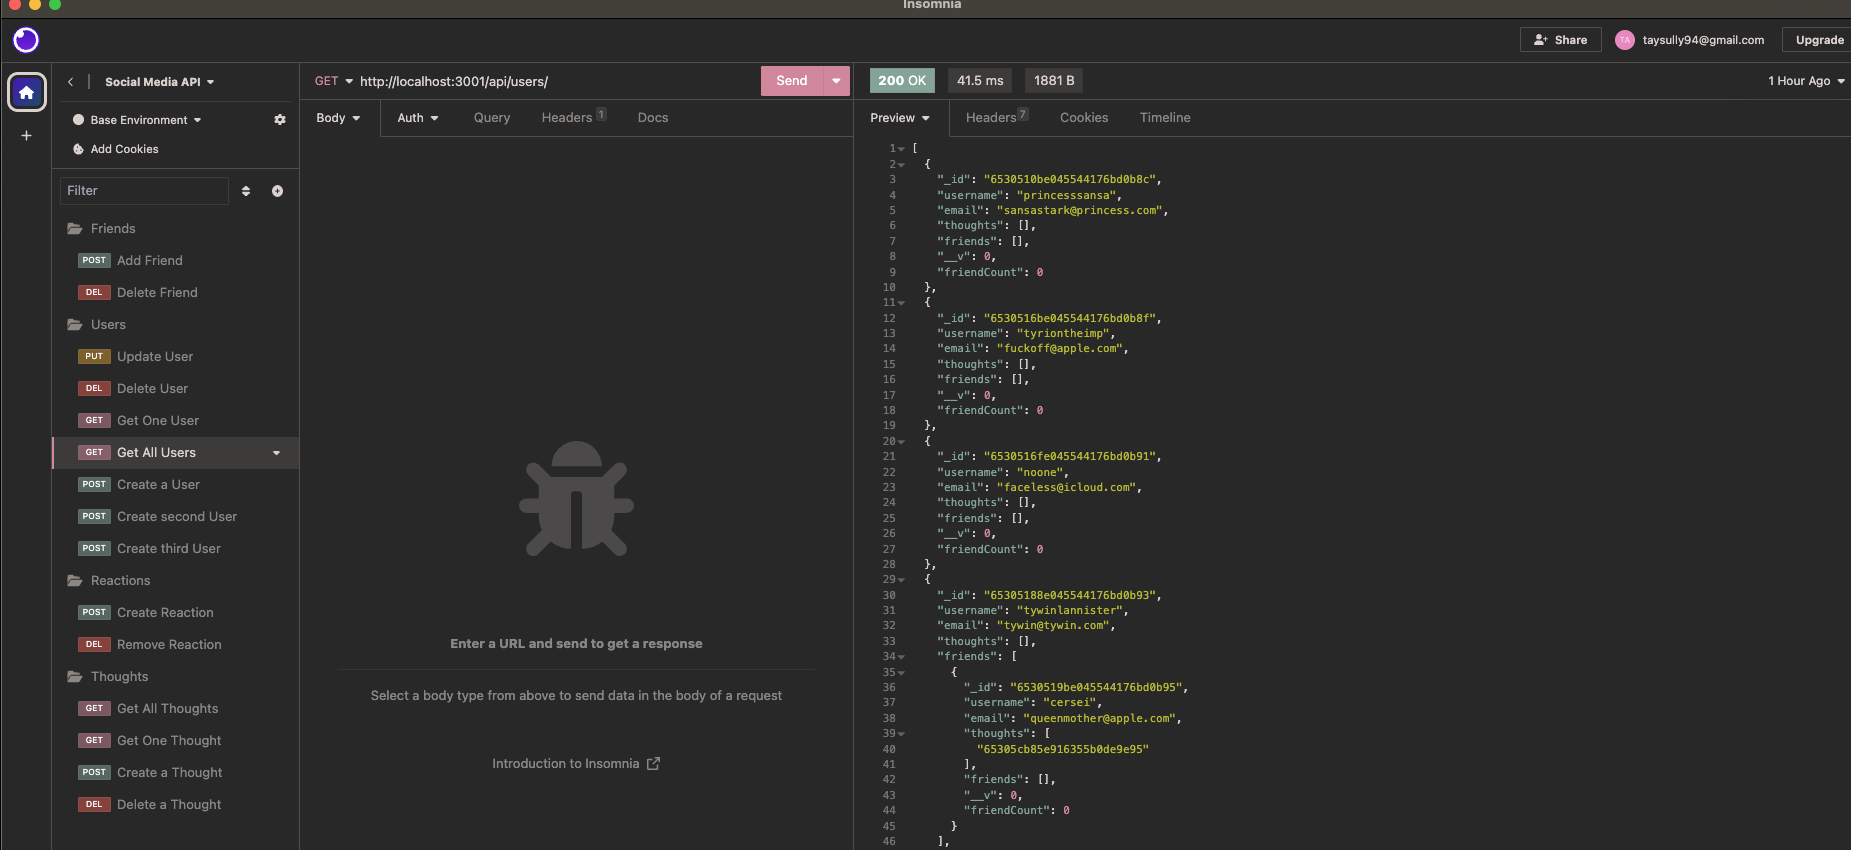 Insomnia
Share
TA
taysully94@gmail.com
Upgrade
Social Media API
Base Environment
Add Cookies
Filter
Friends
POST Add Friend
DEL Delete Friend
Users
PUT Update User
DEL Delete User
GET Get One User
GET Get All Users
POST Create a User
POST Create second User
POST Create third User
Reactions
POST Create Reaction
DEL Remove Reaction
Thoughts
GET Get All Thoughts
GET Get One Thought
POST Create a Thought
DEL Delete a Thought
GET http://localhost:3001/api/users/
Send
Body Auth Query Headers 1 Docs
Enter a URL and send to get a response
Select a body type from above to send data in the body of a request
Introduction to Insomnia
200 OK 41.5 ms 1881 B 1 Hour Ago
Preview Headers 7 Cookies Timeline
1 [
2 {
3 "_id": "6530510be045544176bd0b8c",
4 "username": "princesssansa",
5 "email": "sansastark@princess.com",
6 "thoughts": [],
7 "friends": [],
8 "__v": 0,
9 "friendCount": 0
10 },
11 {
12 "_id": "6530516be045544176bd0b8f",
13 "username": "tyriontheimp",
14 "email": "fuckoff@apple.com",
15 "thoughts": [],
16 "friends": [],
17 "__v": 0,
18 "friendCount": 0
19 },
20 {
21 "_id": "6530516fe045544176bd0b91",
22 "username": "noone",
23 "email": "faceless@icloud.com",
24 "thoughts": [],
25 "friends": [],
26 "__v": 0,
27 "friendCount": 0
28 },
29 {
30 "_id": "65305188e045544176bd0b93",
31 "username": "tywinlannister",
32 "email": "tywin@tywin.com",
33 "thoughts": [],
34 "friends": [
35 {
36 "_id": "6530519be045544176bd0b95",
37 "username": "cersei",
38 "email": "queenmother@apple.com",
39 "thoughts": [
40 "65305cb85e916355b0de9e95"
41 ],
42 "friends": [],
43 "__v": 0,
44 "friendCount": 0
45 }
46 ],